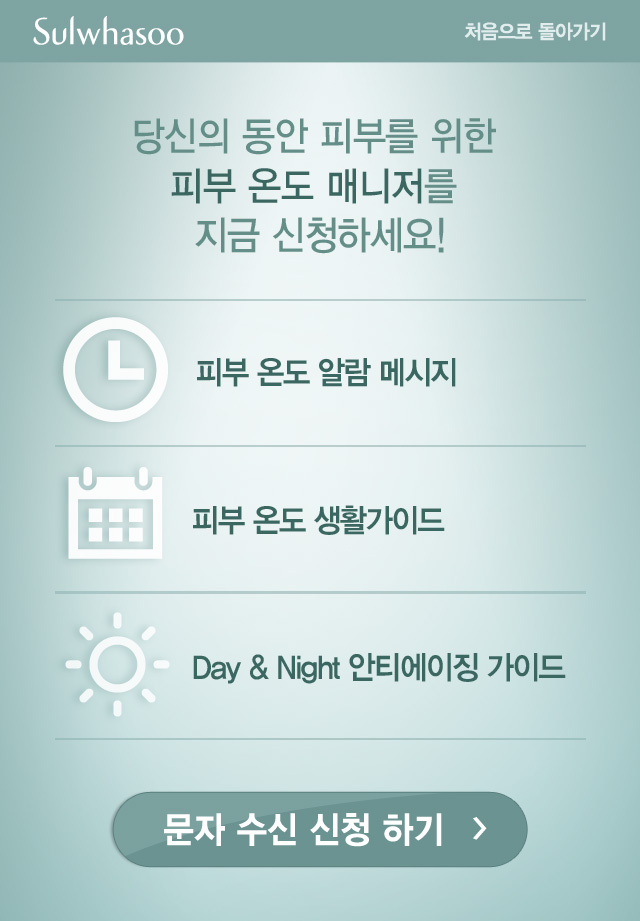 Sulwhasoo
처음으로 돌아가기
당신의 동안 피부를 위한
피부 온도 매니저를
지금 신청하세요!
피부 온도 알람 메시지
피부 온도 생활가이드
Day & Night 안티에이징 가이드
문자 수신 신청 하기 >